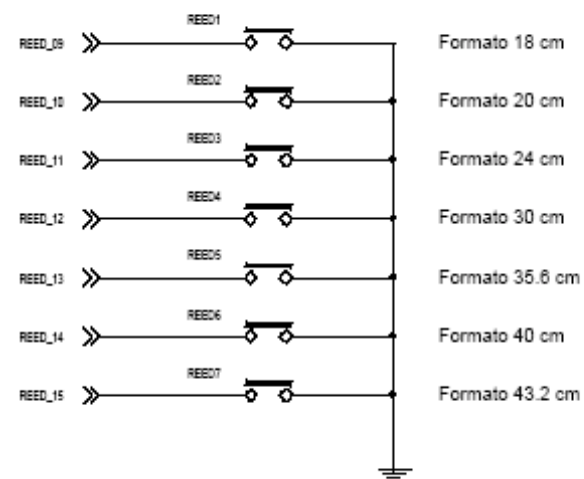 REED1
REED_09 Formato 18 cm
REED2
REED_10 Formato 20 cm
REED3
REED_11 Formato 24 cm
REED4
REED_12 Formato 30 cm
REED5
REED_13 Formato 35.6 cm
REED6
REED_14 Formato 40 cm
REED7
REED_15 Formato 43.2 cm